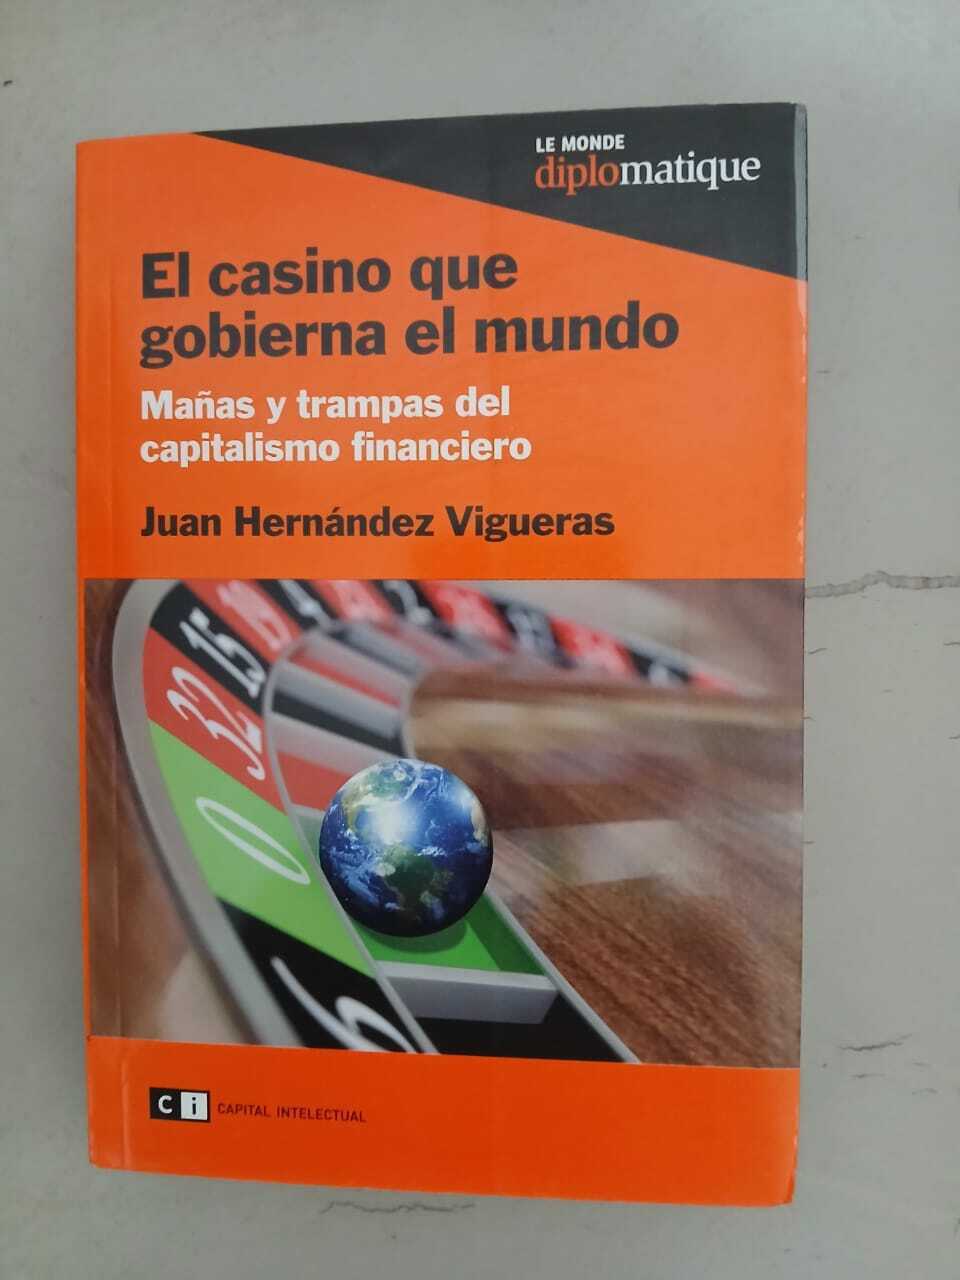 LE MONDE
diplomatique
El casino que
gobierna el mundo
Mañas y trampas del
capitalismo financiero
Juan Hernández Vigueras
15
32
0
ci CAPITAL INTELECTUAL